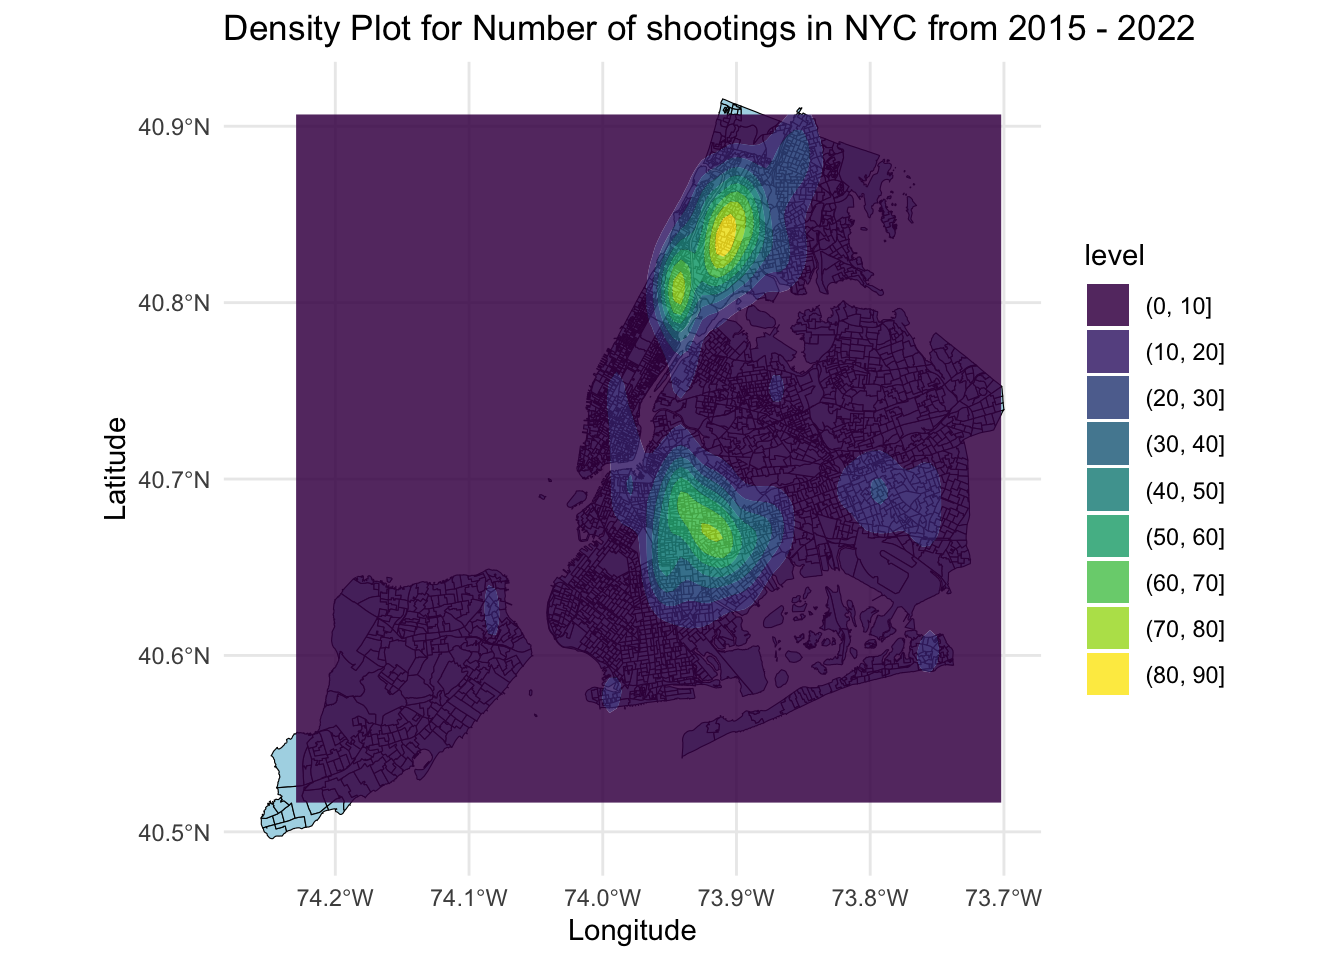 Density Plot for Number of shootings in NYC from 2015 - 2022
40.9°N
40.8°N
40.7°N
40.6°N
40.5°N
Latitude
74.2°W 74.1°W 74.0°W 73.9°W 73.8°W 73.7°W
Longitude
level
(0, 10]
(10, 20]
(20, 30]
(30, 40]
(40, 50]
(50, 60]
(60, 70]
(70, 80]
(80, 90]